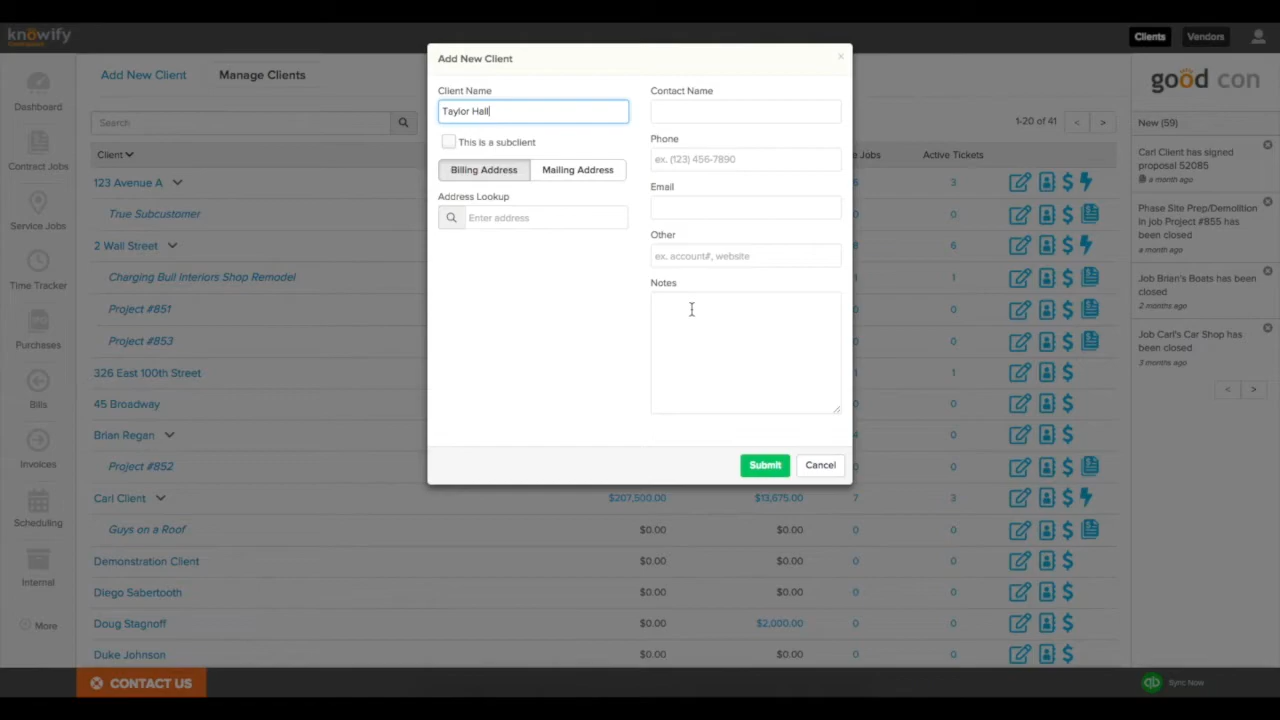 knowify
Clients
Vendors
Add New Client
Manage Clients
Search
1-20 of 41
<
>
Client
e Jobs
Active Tickets
123 Avenue A
3
True Subcustomer
0
2 Wall Street
6
Charging Bull Interiors Shop Remodel
1
Project #851
0
Project #853
0
326 East 100th Street
1
45 Broadway
0
Brian Regan
4
0
Project #852
0
Carl Client
$207,500.00
$13,675.00
7
3
Guys on a Roof
$0.00
$0.00
0
0
Demonstration Client
$0.00
$0.00
0
0
Diego Sabertooth
$0.00
$0.00
0
0
Doug Stagnoff
$0.00
$2,000.00
0
0
Duke Johnson
$0.00
$0.00
0
0
Dashboard
Contract Jobs
Service Jobs
Time Tracker
Purchases
Bills
Invoices
Scheduling
Internal
More
Add New Client
×
Client Name
Taylor Hall
This is a subclient
Billing Address
Mailing Address
Address Lookup
Enter address
Contact Name
Phone
ex. (123) 456-7890
Email
Other
ex. account#, website
Notes
Submit
Cancel
good con
New (59)
Carl Client has signed
proposal 52085
a month ago
Phase Site Prep/Demolition
in job Project #855 has
been closed
a month ago
Job Brian's Boats has been
closed
2 months ago
Job Carl's Car Shop has
been closed
3 months ago
<
>
CONTACT US
qb
Sync Now